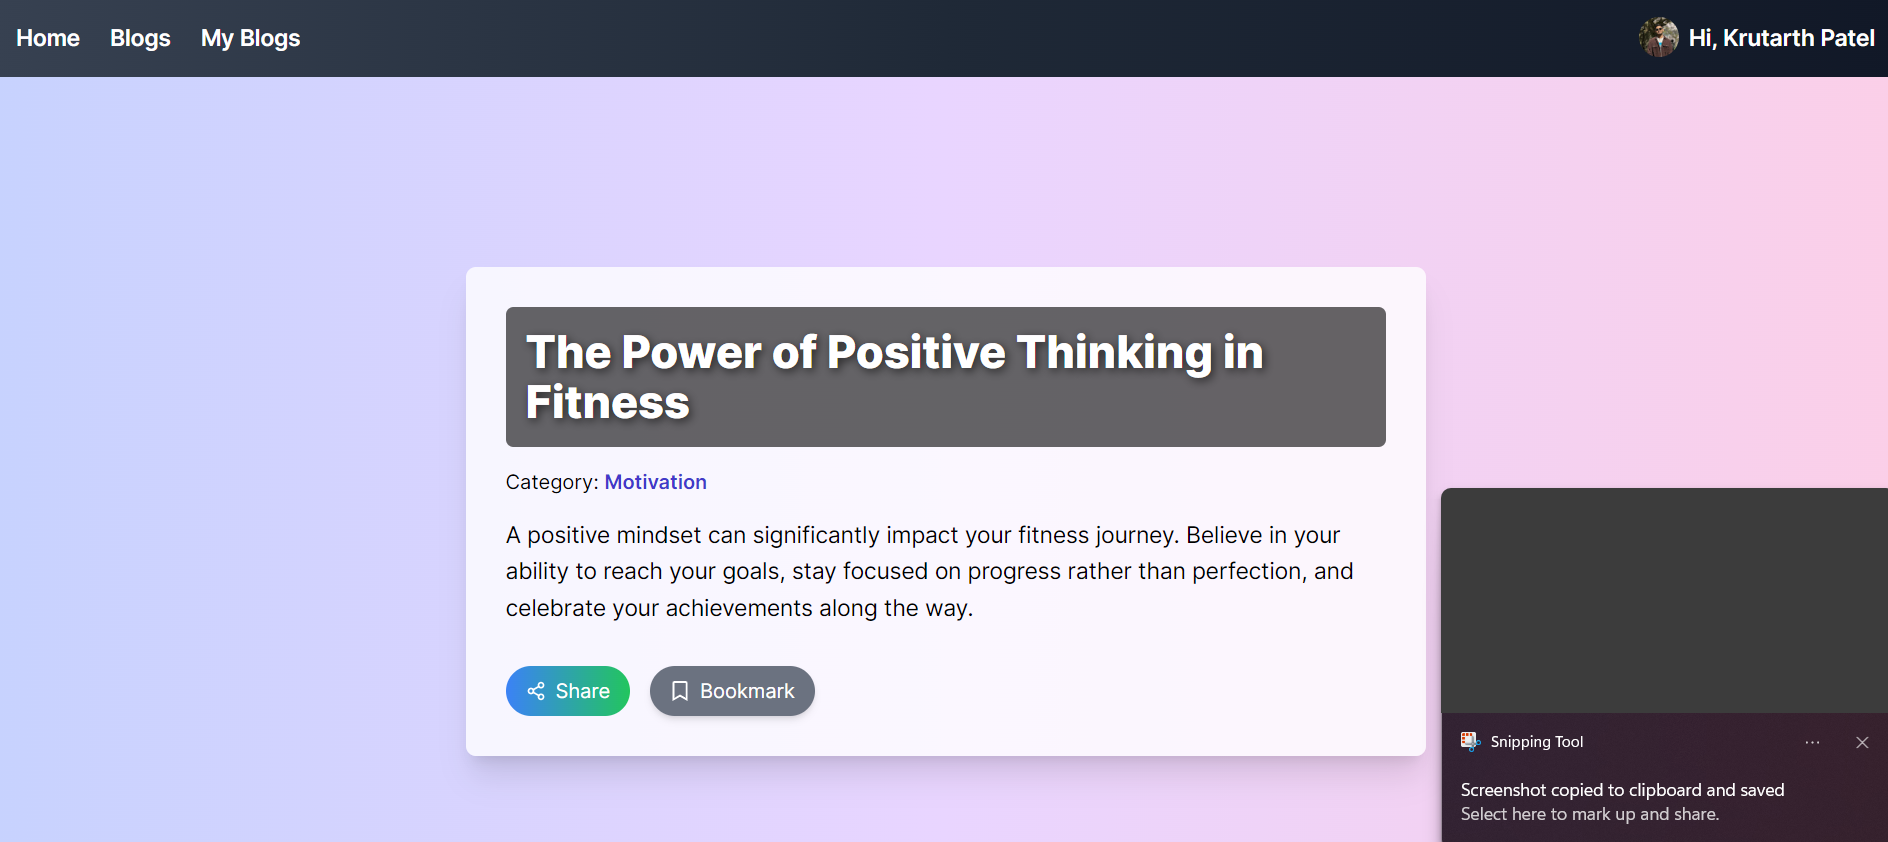 Home Blogs My Blogs Hi, Krutarth Patel
The Power of Positive Thinking in
Fitness
Category: Motivation
A positive mindset can significantly impact your fitness journey. Believe in your
ability to reach your goals, stay focused on progress rather than perfection, and
celebrate your achievements along the way.
Share Bookmark
Snipping Tool
Screenshot copied to clipboard and saved
Select here to mark up and share.